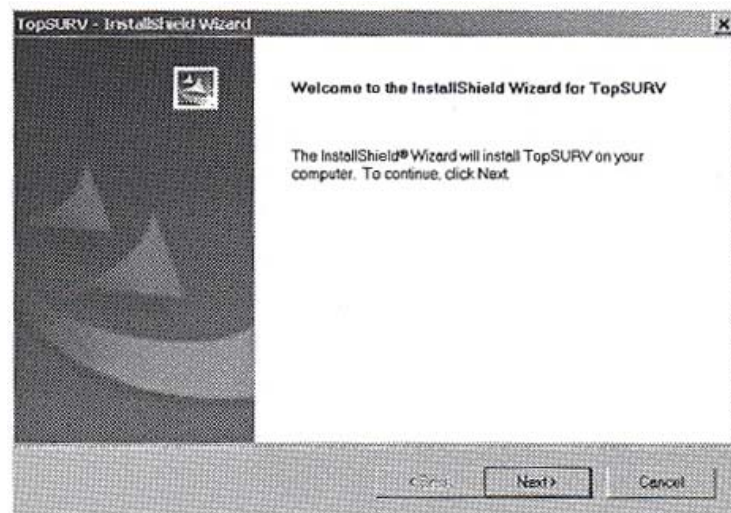 TopSURV - InstallShield Wizard
Welcome to the InstallShield Wizard for TopSURV
The InstallShield® Wizard will install TopSURV on your
computer. To continue, click Next.
Next >
Cancel